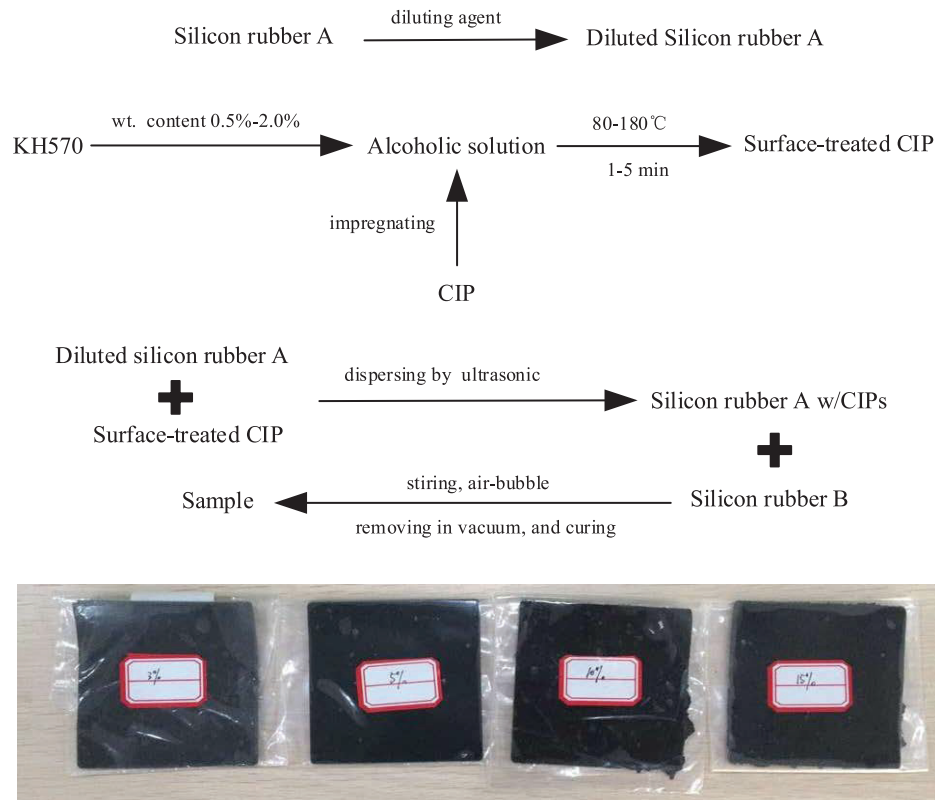 Silicon rubber A diluting agent Diluted Silicon rubber A
KH570 wt. content 0.5%-2.0% Alcoholic solution 80-180℃ 1-5 min Surface-treated CIP
impregnating
CIP
Diluted silicon rubber A
Surface-treated CIP
dispersing by ultrasonic
Silicon rubber A w/CIPs
Silicon rubber B
stiring, air-bubble
removing in vacuum, and curing
Sample
3%
5%
10%
15%